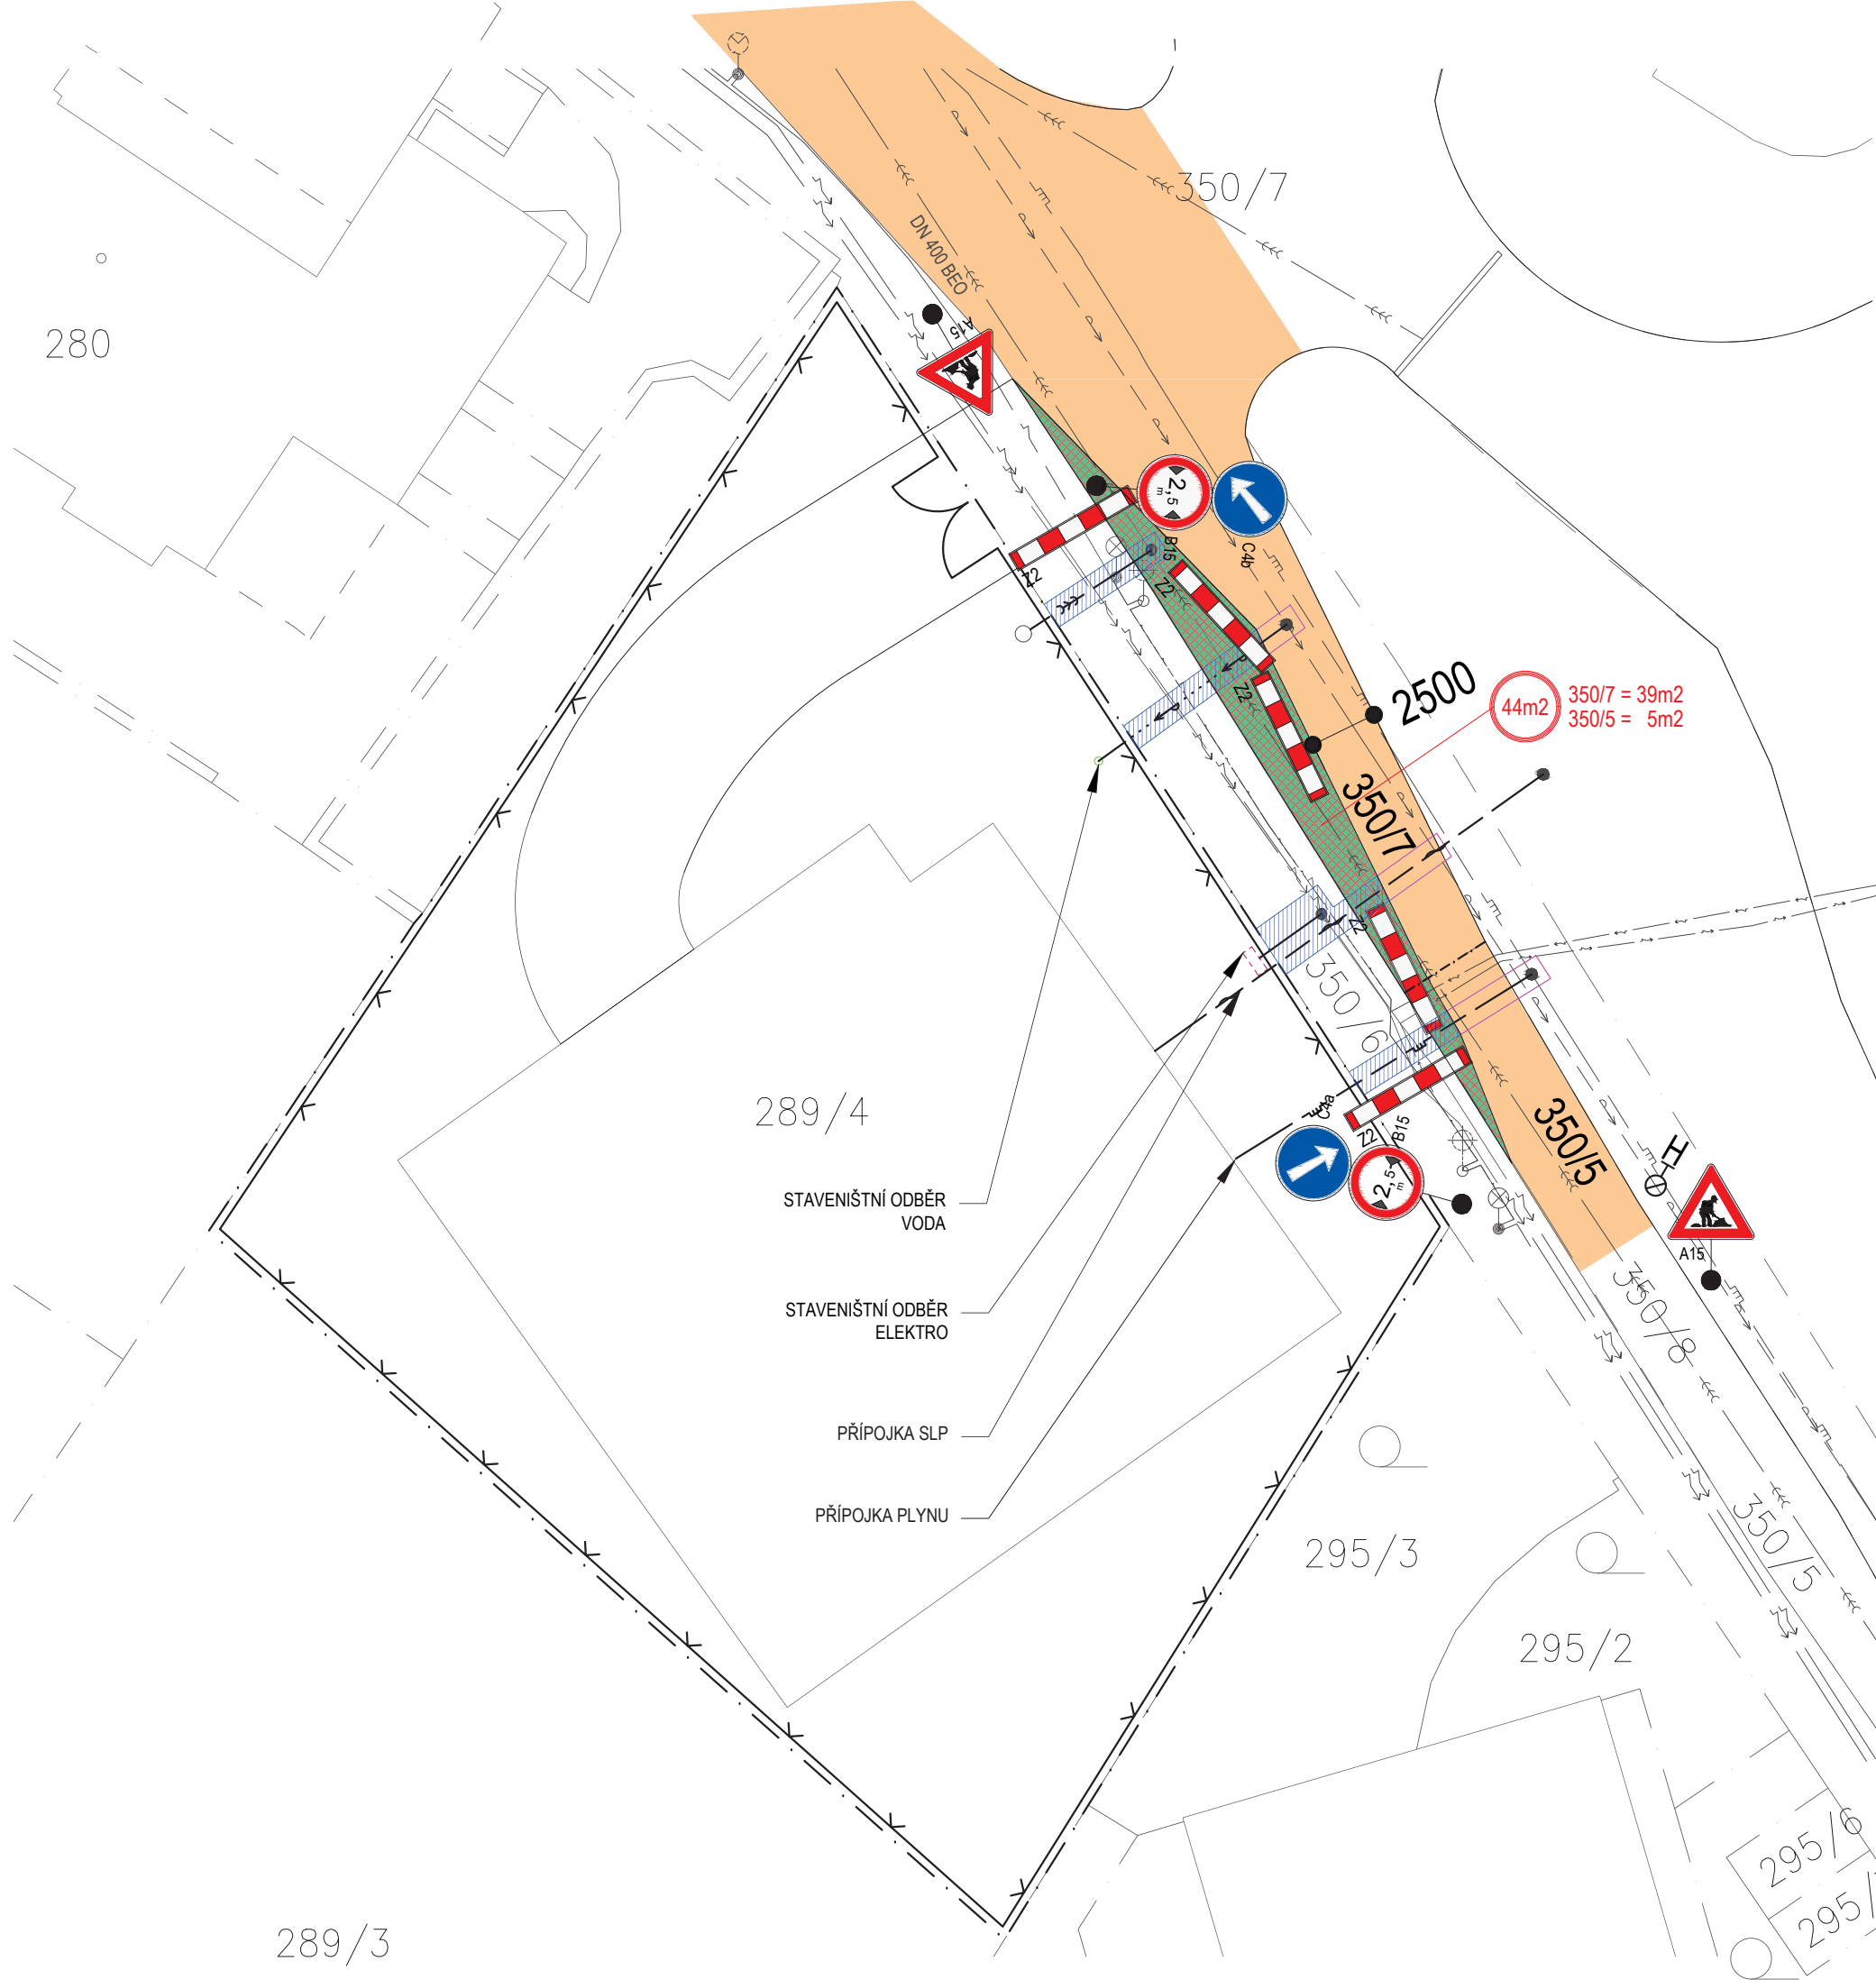 350/7
DN 400 BEO
280
A15
2,5
m
B15
C4b
Z2
Z2
Z2
2500
44m2
350/7 = 39m2
350/5 = 5m2
350/7
Z2
350/6
289/4
C4a
Z2
B15
2,5
m
350/5
H
A15
STAVENIŠTNÍ ODBĚR
VODA
STAVENIŠTNÍ ODBĚR
ELEKTRO
350/8
PŘÍPOJKA SLP
PŘÍPOJKA PLYNU
350/5
295/3
295/2
295/6
295/
289/3